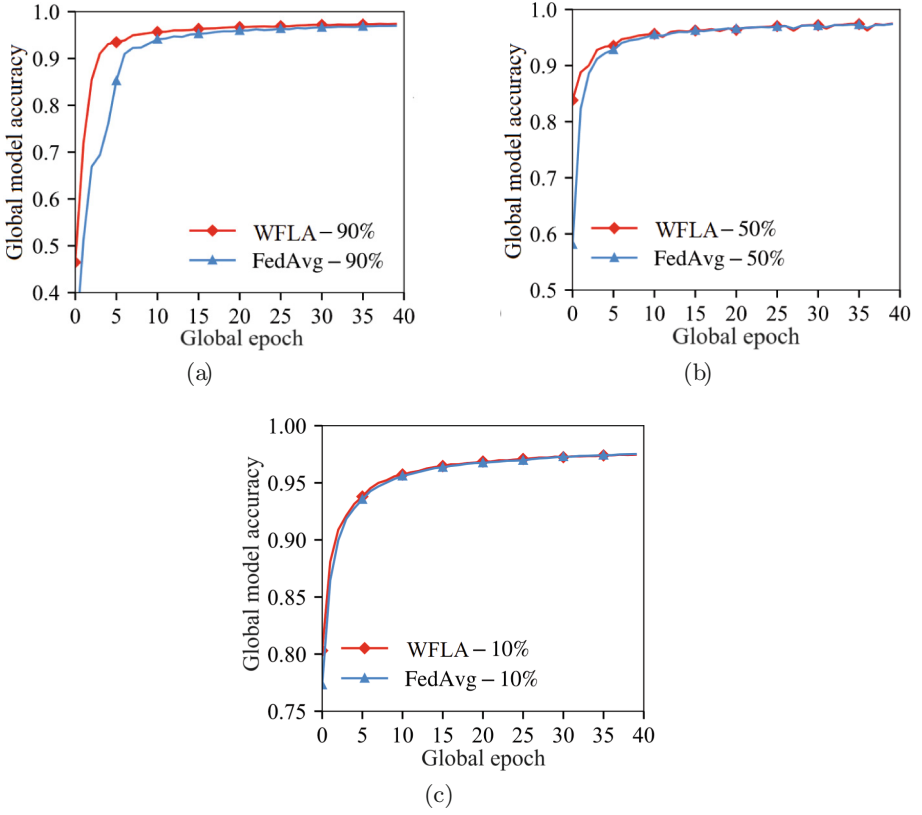 1.0
0.9
0.8
0.7
0.6
0.5
0.4
Global model accuracy
WFLA – 90%
FedAvg – 90%
0 5 10 15 20 25 30 35 40
Global epoch
(a)
1.0
0.9
0.8
0.7
0.6
0.5
Global model accuracy
WFLA – 50%
FedAvg – 50%
0 5 10 15 20 25 30 35 40
Global epoch
(b)
1.00
0.95
0.90
0.85
0.80
0.75
Global model accuracy
WFLA – 10%
FedAvg – 10%
0 5 10 15 20 25 30 35 40
Global epoch
(c)